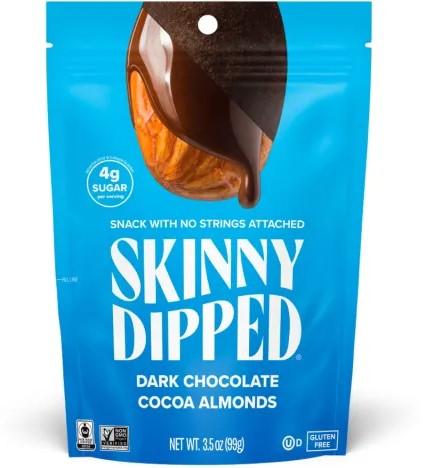 4g
SUGAR
per serving
SNACK WITH NO STRINGS ATTACHED
SKINNY
DIPPED®
DARK CHOCOLATE
COCOA ALMONDS
NON
GMO
NET WT. 3.5 oz (99g)
U D
GLUTEN
FREE